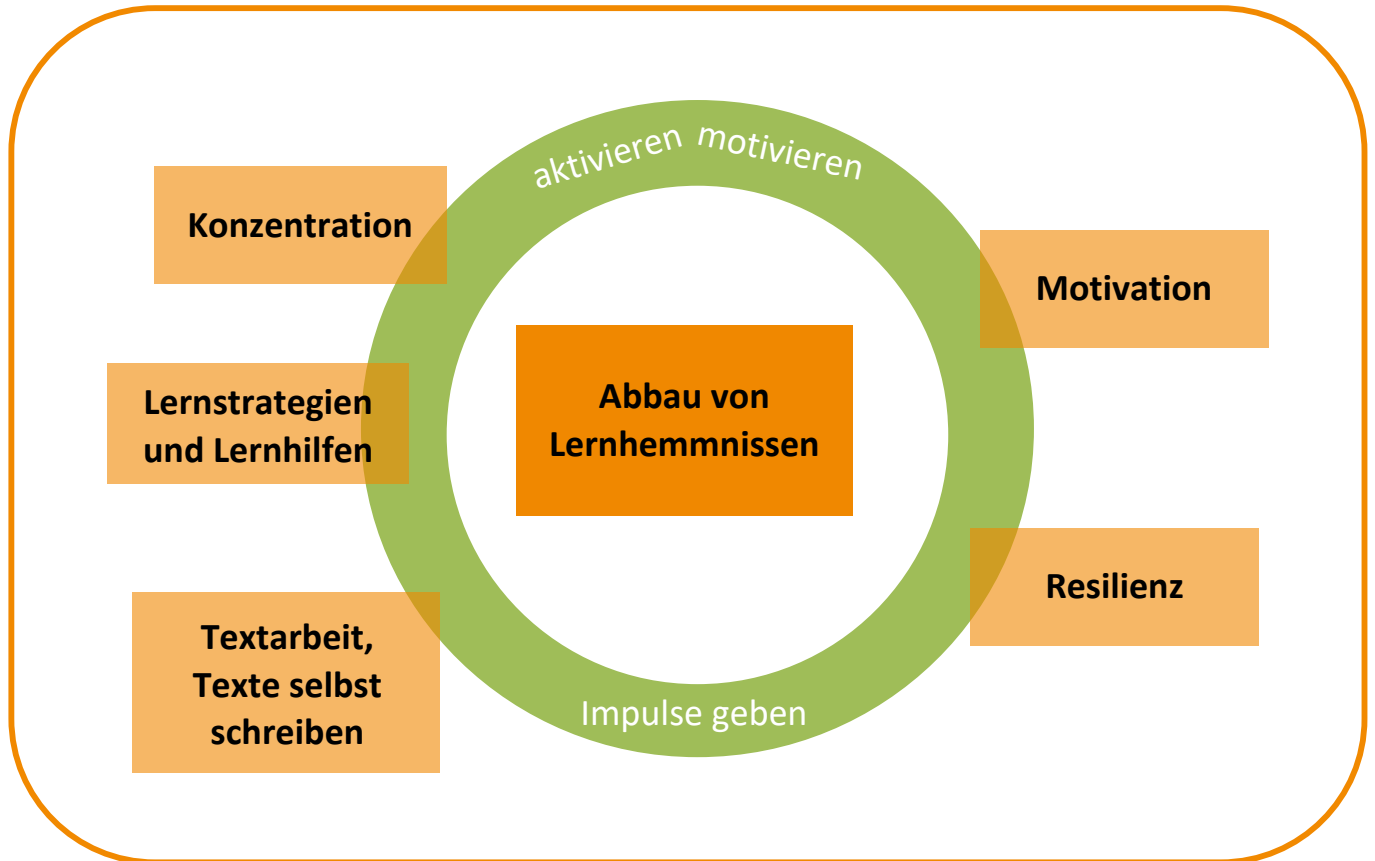 aktivieren motivieren
Konzentration
Motivation
Abbau von
Lernhemmnissen
Lernstrategien
und Lernhilfen
Resilienz
Textarbeit,
Texte selbst
schreiben
Impulse geben